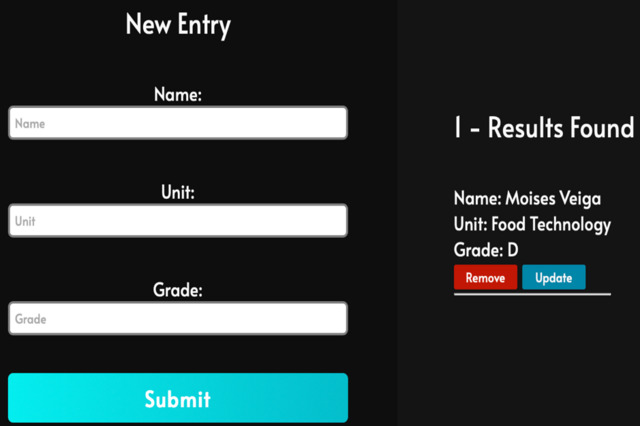 New Entry
Name:
Name
Unit:
Unit
Grade:
Grade
Submit
1 - Results Found
Name: Moises Veiga
Unit: Food Technology
Grade: D
Remove Update